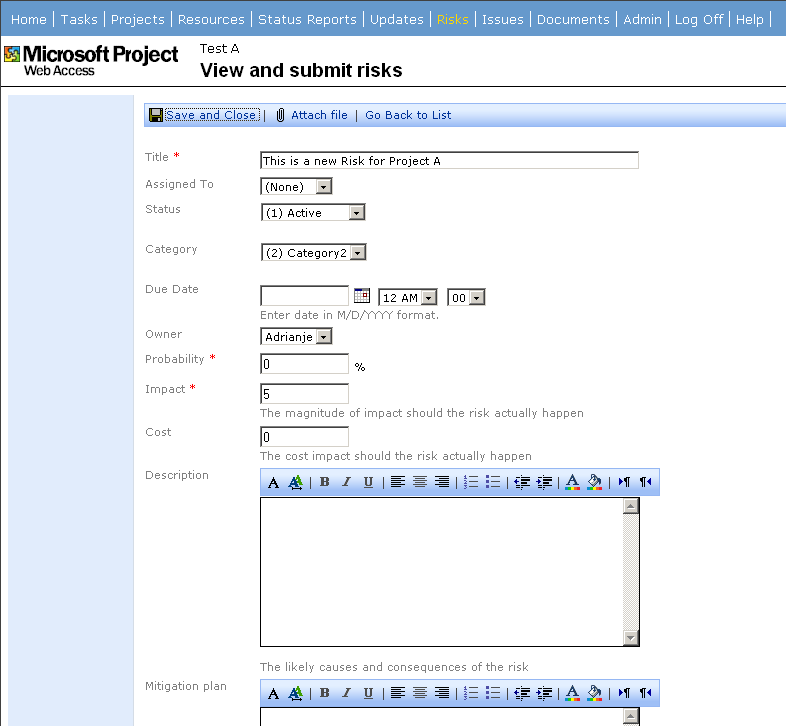 Home | Tasks | Projects | Resources | Status Reports | Updates | Risks | Issues | Documents | Admin | Log Off | Help |
Test A
Microsoft Project
Web Access
View and submit risks
Save and Close | Attach file | Go Back to List
Title * This is a new Risk for Project A
Assigned To (None)
Status (1) Active
Category (2) Category2
Due Date 12 AM 00
Enter date in M/D/YYYY format.
Owner Adrianje
Probability * 0 %
Impact * 5
The magnitude of impact should the risk actually happen
Cost 0
The cost impact should the risk actually happen
Description A A | B I U | A
The likely causes and consequences of the risk
Mitigation plan A A | B I U | A